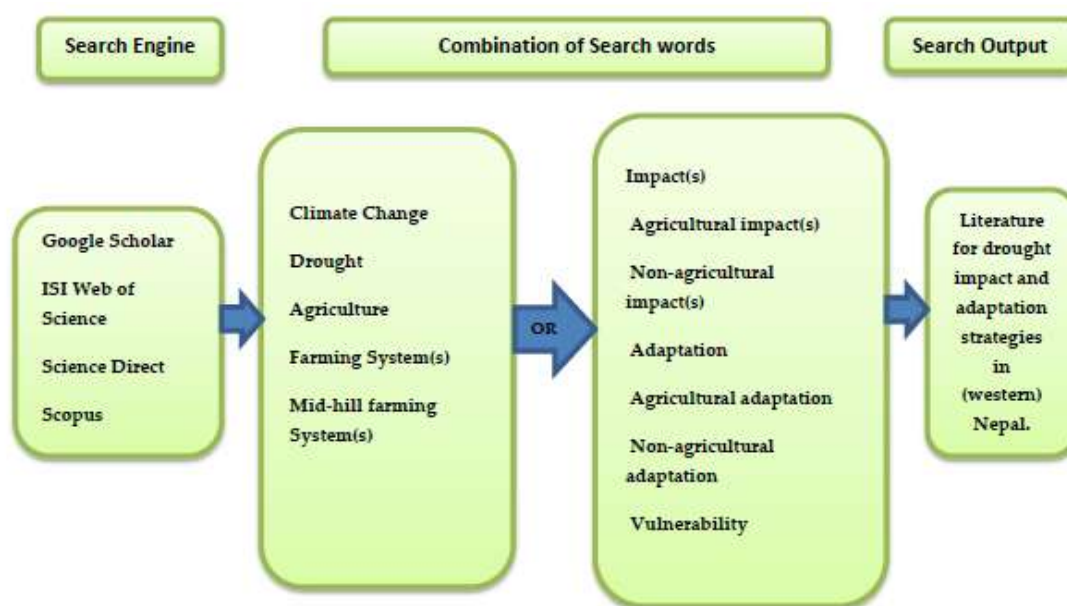 Search Engine
Combination of Search words
Search Output
Google Scholar
ISI Web of
Science
Science Direct
Scopus
Climate Change
Drought
Agriculture
Farming System(s)
Mid-hill farming
System(s)
OR
Impact(s)
Agricultural impact(s)
Non-agricultural
impact(s)
Adaptation
Agricultural adaptation
Non-agricultural
adaptation
Vulnerability
Literature
for drought
impact and
adaptation
strategies
in
(western)
Nepal.